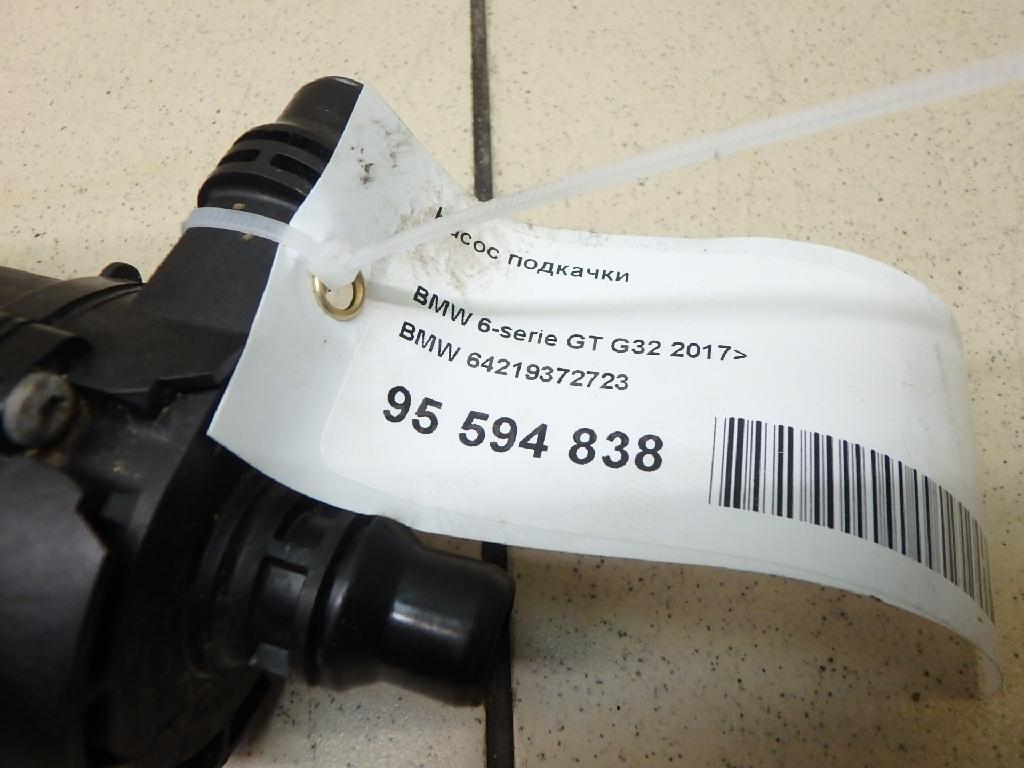 Насос подкачки
BMW 6-serie GT G32 2017>
BMW 64219372723
95 594 838